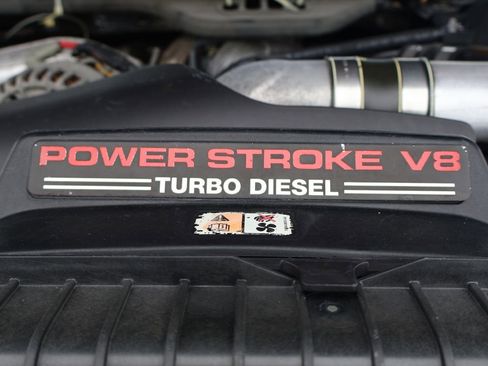 POWER STROKE V8
TURBO DIESEL